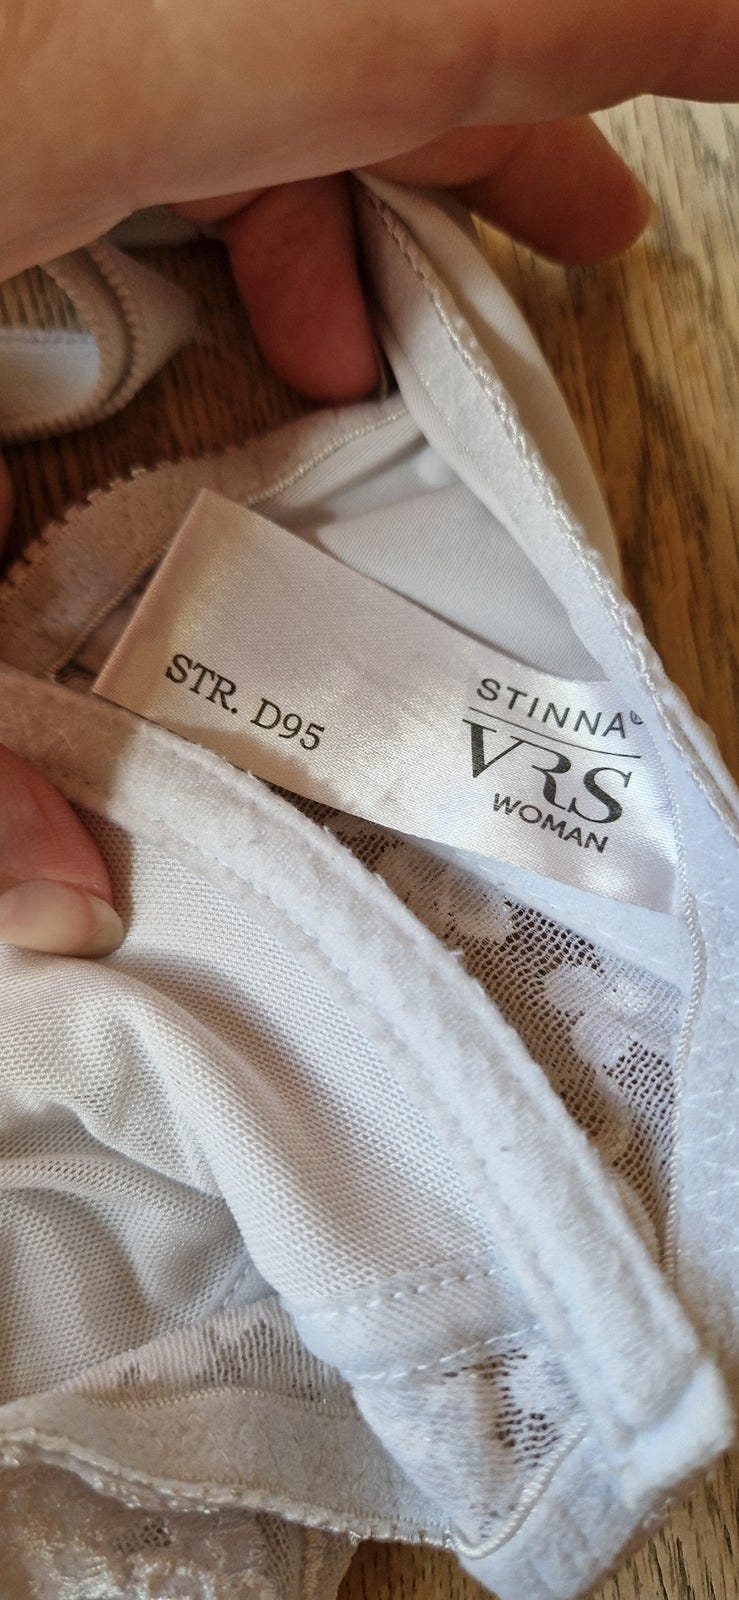 STR. D95
STINNA®
VRS
WOMAN